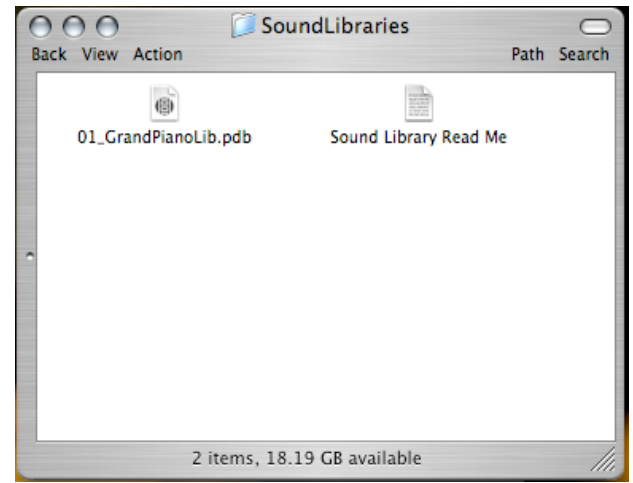 SoundLibraries
Back View Action Path Search
01_GrandPianoLib.pdb Sound Library Read Me
2 items, 18.19 GB available